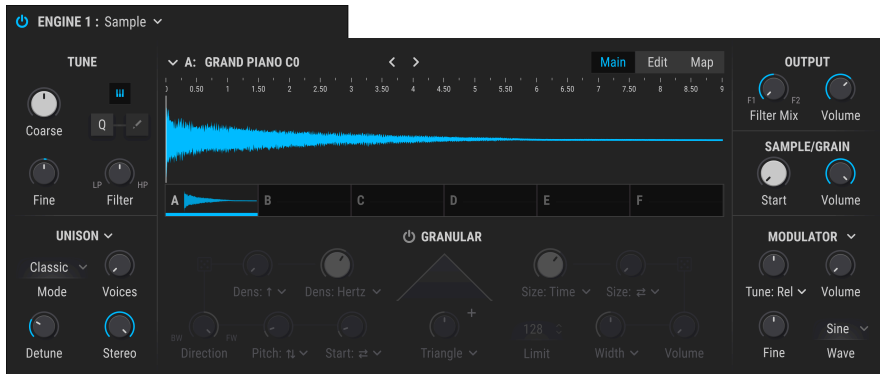 ENGINE 1 : Sample
TUNE
A: GRAND PIANO C0 < >
Main Edit Map
OUTPUT
0 0.50 1 1.50 2 2.50 3 3.50 4 4.50 5 5.50 6 6.50 7 7.50 8 8.50 9
F1 F2
Filter Mix Volume
Coarse
Q
SAMPLE/GRAIN
LP HP
Fine Filter
Start Volume
A B C D E F
UNISON
GRANULAR
MODULATOR
Classic
Mode Voices
Dens: ↑ Dens: Hertz Size: Time Size: ⇄
Tune: Rel Volume
BW FW
128
Sine
Detune Stereo
Direction Pitch: ⇅ Start: ⇄ Triangle Limit Width Volume
Fine Wave